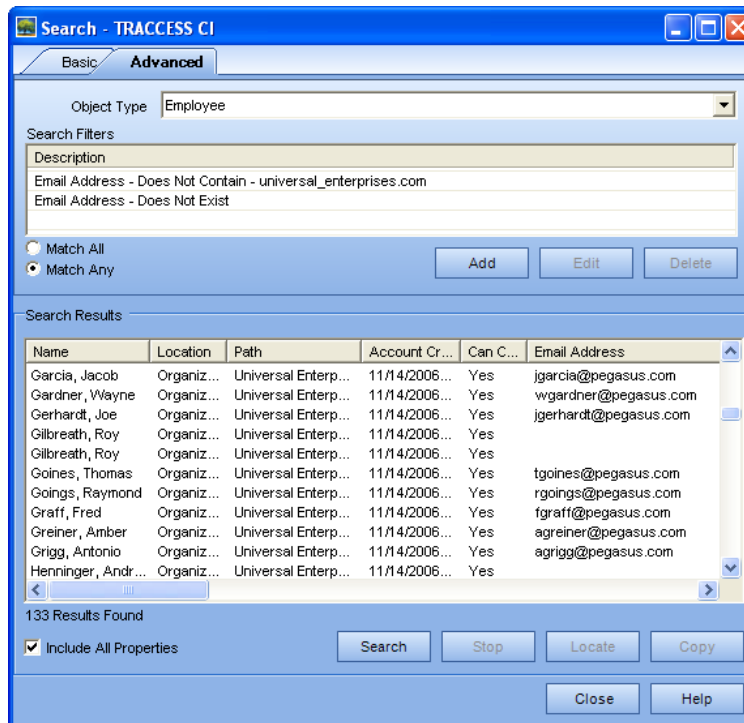 Search - TRACCESS CI
Basic Advanced
Object Type Employee
Search Filters
Description
Email Address - Does Not Contain - universal_enterprises.com
Email Address - Does Not Exist
Match All
Match Any
Add Edit Delete
Search Results
Name Location Path Account Cr... Can C... Email Address
Garcia, Jacob Organiz... Universal Enterp... 11/14/2006... Yes jgarcia@pegasus.com
Gardner, Wayne Organiz... Universal Enterp... 11/14/2006... Yes wgardner@pegasus.com
Gerhardt, Joe Organiz... Universal Enterp... 11/14/2006... Yes jgerhardt@pegasus.com
Gilbreath, Roy Organiz... Universal Enterp... 11/14/2006... Yes
Gilbreath, Roy Organiz... Universal Enterp... 11/14/2006... Yes
Goines, Thomas Organiz... Universal Enterp... 11/14/2006... Yes tgoines@pegasus.com
Goings, Raymond Organiz... Universal Enterp... 11/14/2006... Yes rgoings@pegasus.com
Graff, Fred Organiz... Universal Enterp... 11/14/2006... Yes fgraff@pegasus.com
Greiner, Amber Organiz... Universal Enterp... 11/14/2006... Yes agreiner@pegasus.com
Grigg, Antonio Organiz... Universal Enterp... 11/14/2006... Yes agrigg@pegasus.com
Henninger, Andr... Organiz... Universal Enterp... 11/14/2006... Yes
133 Results Found
Include All Properties Search Stop Locate Copy
Close Help